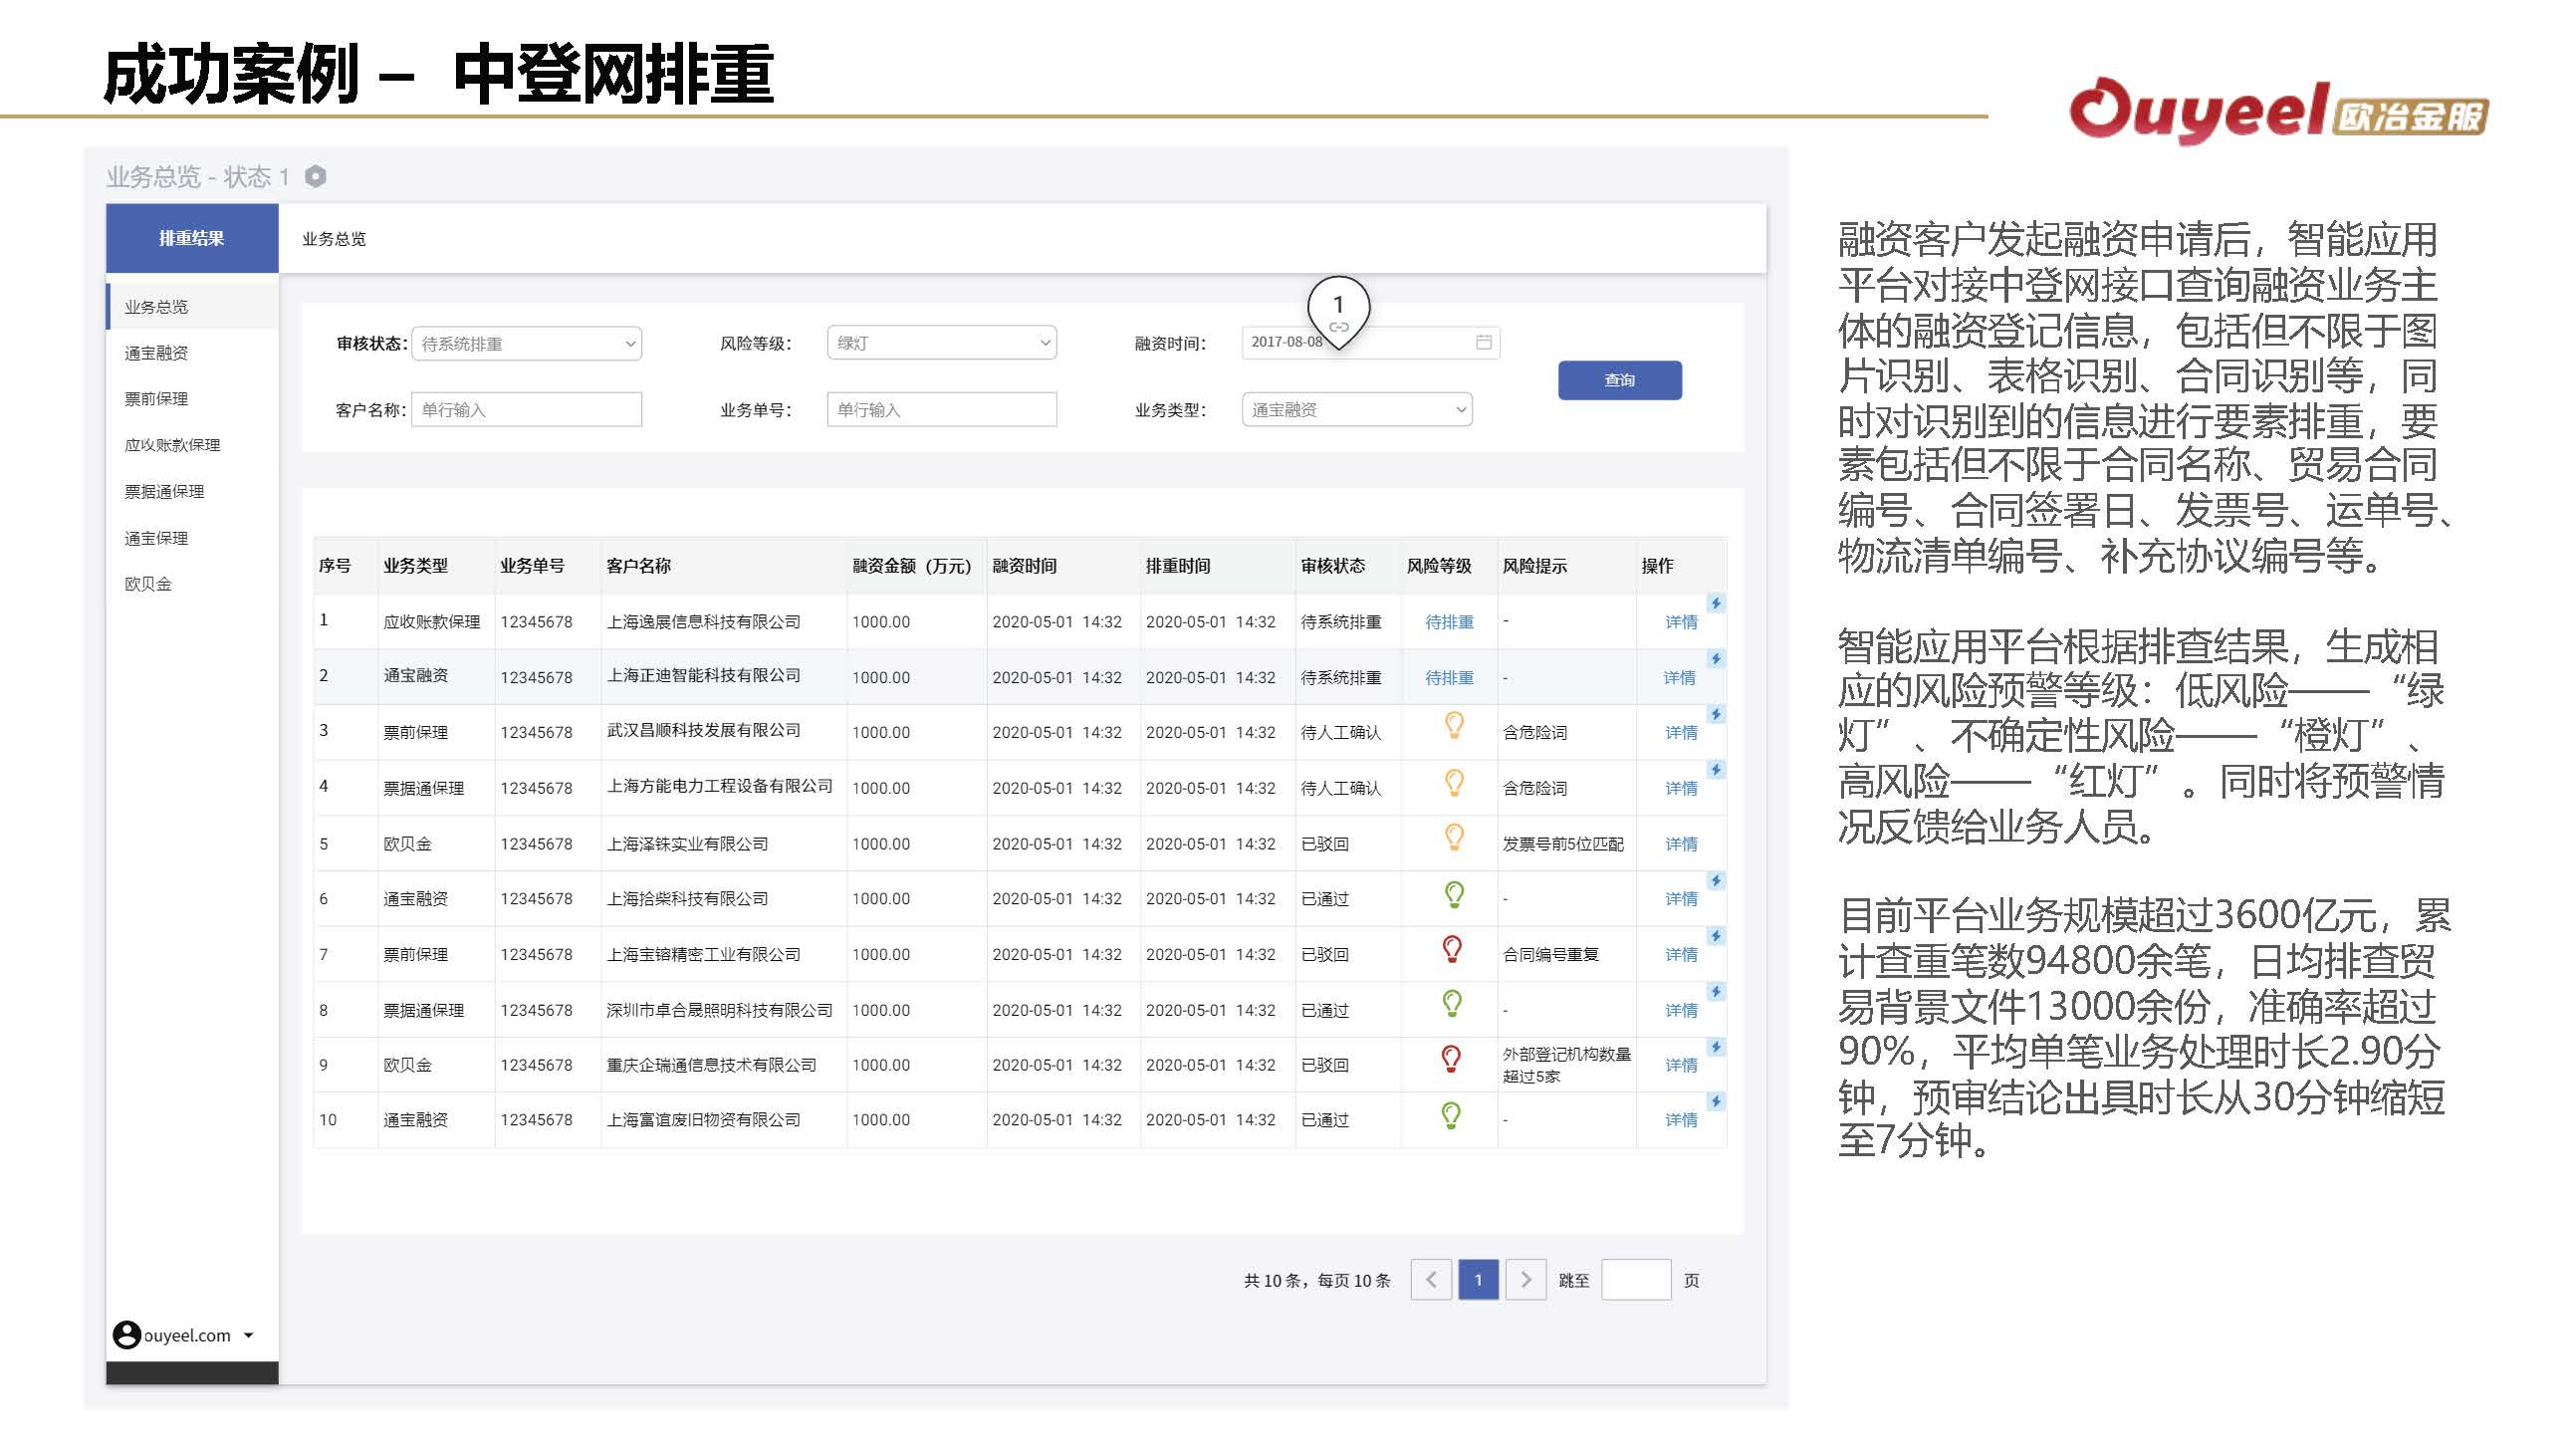 成功案例 – 中登网排重
Ouyeel 欧冶金服
业务总览 - 状态 1
排重结果
业务总览
业务总览
通宝融资
票前保理
应收账款保理
票据通保理
通宝保理
欧贝金
ouyeel.com
审核状态： 待系统排重 风险等级： 绿灯 融资时间： 2017-08-08
1
客户名称： 单行输入 业务单号： 单行输入 业务类型： 通宝融资
查询
序号 业务类型 业务单号 客户名称 融资金额（万元） 融资时间 排重时间 审核状态 风险等级 风险提示 操作
1 应收账款保理 12345678 上海逸展信息科技有限公司 1000.00 2020-05-01 14:32 2020-05-01 14:32 待系统排重 待排重 - 详情
2 通宝融资 12345678 上海正迪智能科技有限公司 1000.00 2020-05-01 14:32 2020-05-01 14:32 待系统排重 待排重 - 详情
3 票前保理 12345678 武汉昌顺科技发展有限公司 1000.00 2020-05-01 14:32 2020-05-01 14:32 待人工确认 含危险词 详情
4 票据通保理 12345678 上海方能电力工程设备有限公司 1000.00 2020-05-01 14:32 2020-05-01 14:32 待人工确认 含危险词 详情
5 欧贝金 12345678 上海泽铢实业有限公司 1000.00 2020-05-01 14:32 2020-05-01 14:32 已驳回 发票号前5位匹配 详情
6 通宝融资 12345678 上海拾柴科技有限公司 1000.00 2020-05-01 14:32 2020-05-01 14:32 已通过 - 详情
7 票前保理 12345678 上海宝镕精密工业有限公司 1000.00 2020-05-01 14:32 2020-05-01 14:32 已驳回 合同编号重复 详情
8 票据通保理 12345678 深圳市卓合晟照明科技有限公司 1000.00 2020-05-01 14:32 2020-05-01 14:32 已通过 - 详情
9 欧贝金 12345678 重庆企瑞通信息技术有限公司 1000.00 2020-05-01 14:32 2020-05-01 14:32 已驳回 外部登记机构数量超过5家 详情
10 通宝融资 12345678 上海富谊废旧物资有限公司 1000.00 2020-05-01 14:32 2020-05-01 14:32 已通过 - 详情
共 10 条，每页 10 条 1 跳至 页
融资客户发起融资申请后，智能应用
平台对接中登网接口查询融资业务主
体的融资登记信息，包括但不限于图
片识别、表格识别、合同识别等，同
时对识别到的信息进行要素排重，要
素包括但不限于合同名称、贸易合同
编号、合同签署日、发票号、运单号、
物流清单编号、补充协议编号等。
智能应用平台根据排查结果，生成相
应的风险预警等级：低风险——“绿
灯”、不确定性风险——“橙灯”、
高风险——“红灯”。同时将预警情
况反馈给业务人员。
目前平台业务规模超过3600亿元，累
计查重笔数94800余笔，日均排查贸
易背景文件13000余份，准确率超过
90%，平均单笔业务处理时长2.90分
钟，预审结论出具时长从30分钟缩短
至7分钟。